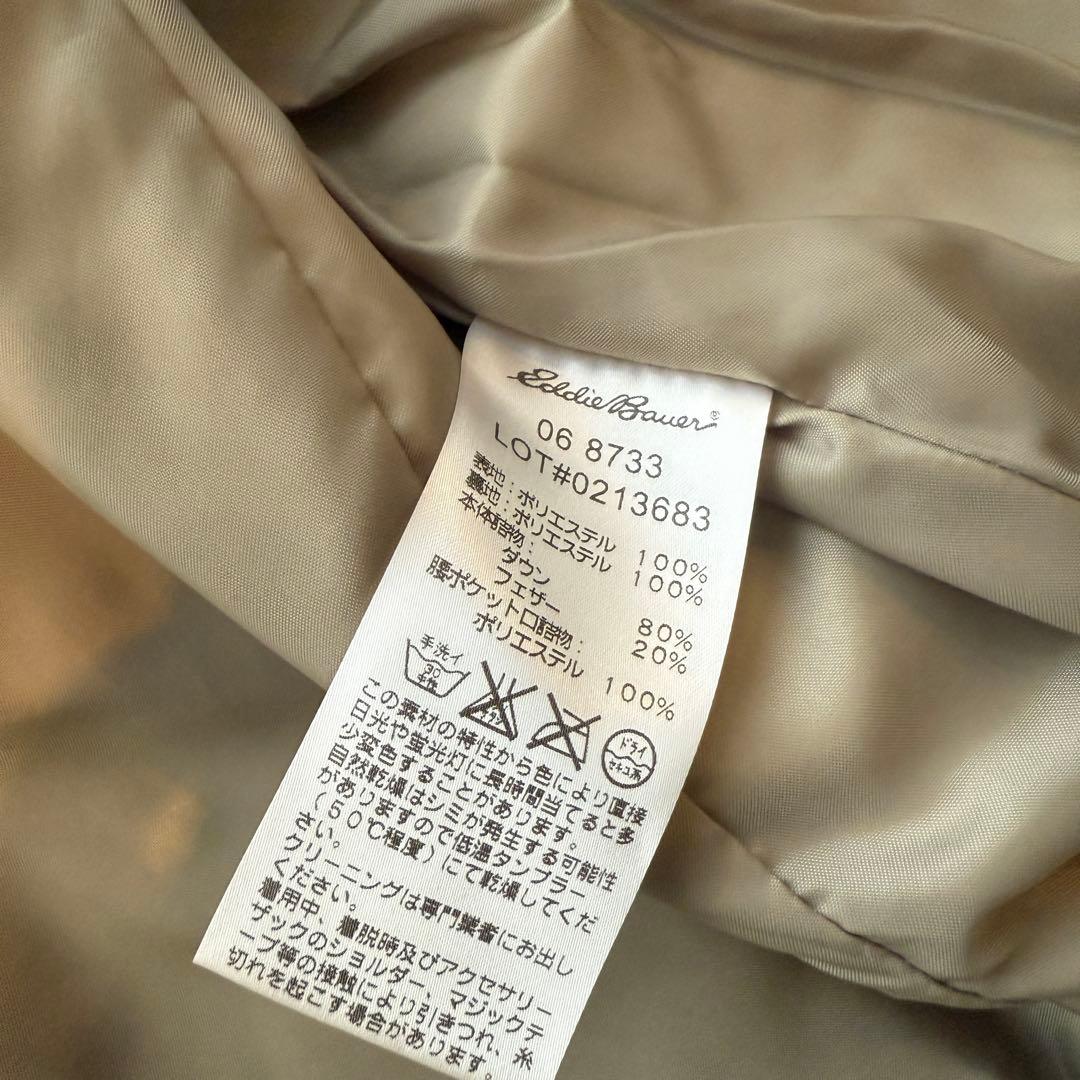 Eddie Bauer®
06 8733
LOT#0213683
表地：ポリエステル 100%
裏地：ポリエステル 100%
本体詰物：
ダウン 80%
フェザー 20%
腰ポケット口詰物：
ポリエステル 100%
手洗イ
30
中性
ドライ
セキユ系
この素材の特性から色により直接
日光や蛍光灯に長時間当てると多
少変色することがあります。
自然乾燥はシミが発生する可能性
がありますので低温タンブラー
(50℃程度)にて乾燥してくだ
さい。
クリーニングは専門業者にお出し
ください。
着用中、着脱時及びアクセサリー
ザックのショルダー、マジックテ
ープ等の接触により引きつれ、糸
切れを起こす場合があります。